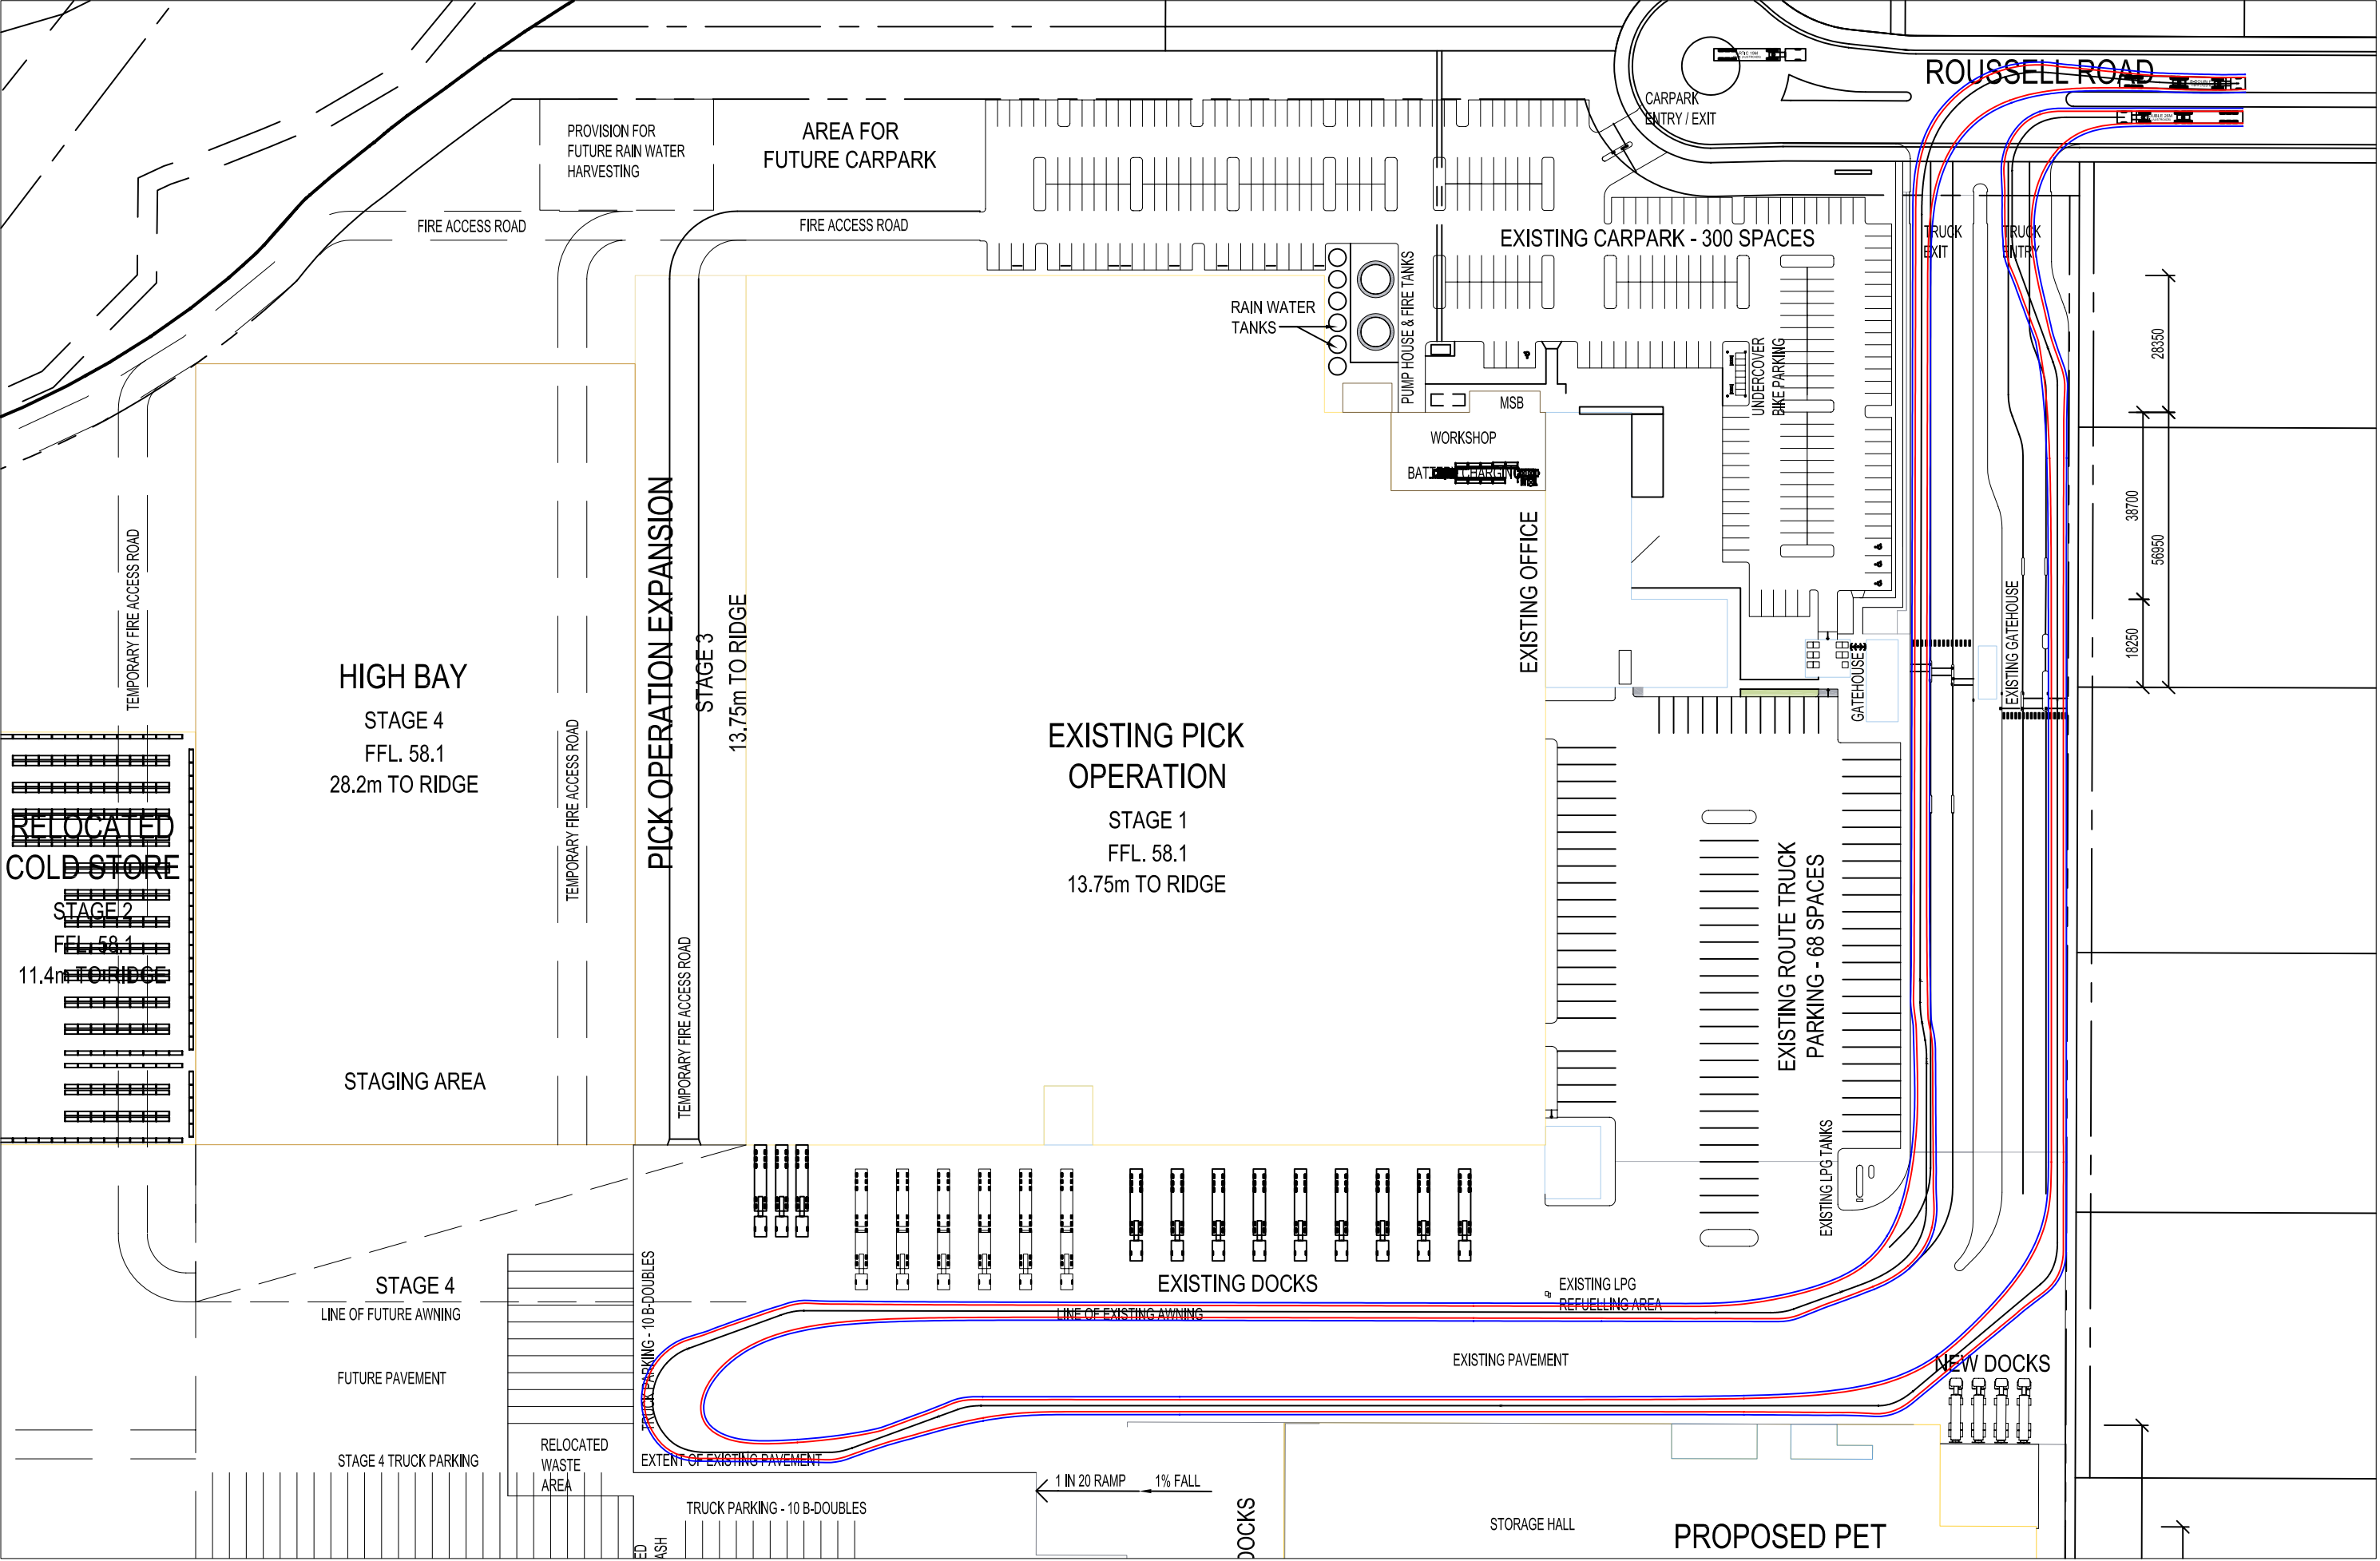 ROUSSELL ROAD
CARPARK
ENTRY / EXIT
PROVISION FOR
FUTURE RAIN WATER
HARVESTING
AREA FOR
FUTURE CARPARK
FIRE ACCESS ROAD
FIRE ACCESS ROAD
EXISTING CARPARK - 300 SPACES
TRUCK
EXIT
TRUCK
ENTRY
RAIN WATER
TANKS
PUMP HOUSE & FIRE TANKS
UNDERCOVER
BIKE PARKING
MSB
WORKSHOP
BATTERY CHARGING
28350
38700
56950
18250
EXISTING OFFICE
EXISTING GATEHOUSE
GATEHOUSE
TEMPORARY FIRE ACCESS ROAD
HIGH BAY
STAGE 4
FFL. 58.1
28.2m TO RIDGE
TEMPORARY FIRE ACCESS ROAD
PICK OPERATION EXPANSION
STAGE 3
13.75m TO RIDGE
EXISTING PICK
OPERATION
STAGE 1
FFL. 58.1
13.75m TO RIDGE
RELOCATED
COLD STORE
STAGE 2
FFL. 58.1
11.4m TO RIDGE
EXISTING ROUTE TRUCK
PARKING - 68 SPACES
TEMPORARY FIRE ACCESS ROAD
STAGING AREA
EXISTING LPG TANKS
STAGE 4
LINE OF FUTURE AWNING
TRUCK PARKING - 10 B-DOUBLES
EXISTING DOCKS
LINE OF EXISTING AWNING
EXISTING LPG
REFUELLING AREA
EXISTING PAVEMENT
NEW DOCKS
FUTURE PAVEMENT
STAGE 4 TRUCK PARKING
RELOCATED
WASTE
AREA
EXTENT OF EXISTING PAVEMENT
1 IN 20 RAMP
1% FALL
TRUCK PARKING - 10 B-DOUBLES
ED
ASH
DOCKS
STORAGE HALL
PROPOSED PET